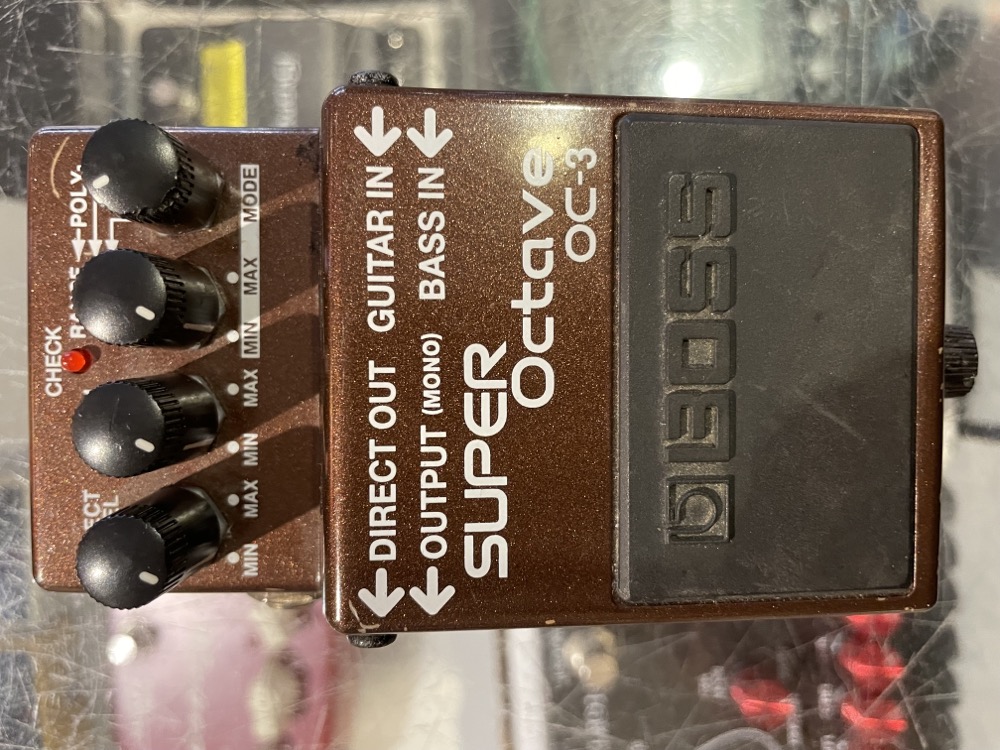 CHECK
POLY
MIN MAX MIN MAX MIN MAX MODE
DIRECT OUT GUITAR IN
OUTPUT (MONO) BASS IN
SUPER
Octave
OC-3
BOSS